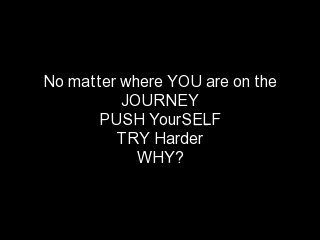 No matter where YOU are on the
JOURNEY
PUSH YourSELF
TRY Harder
WHY?